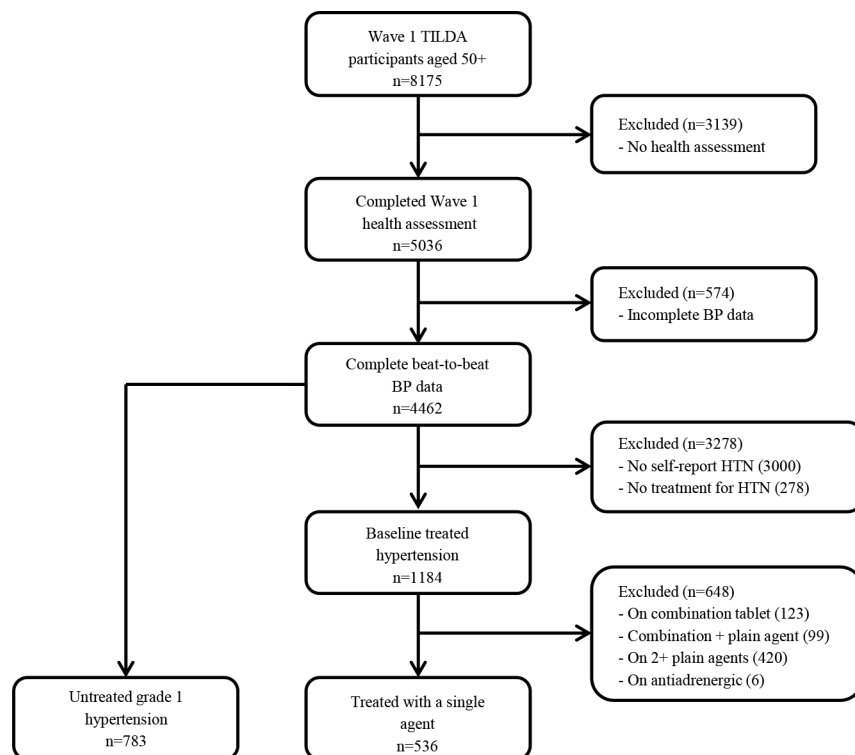 Wave 1 TILDA
participants aged 50+
n=8175
Excluded (n=3139)
- No health assessment
Completed Wave 1
health assessment
n=5036
Excluded (n=574)
- Incomplete BP data
Complete beat-to-beat
BP data
n=4462
Excluded (n=3278)
- No self-report HTN (3000)
- No treatment for HTN (278)
Baseline treated
hypertension
n=1184
Excluded (n=648)
- On combination tablet (123)
- Combination + plain agent (99)
- On 2+ plain agents (420)
- On antiadrenergic (6)
Untreated grade 1
hypertension
n=783
Treated with a single
agent
n=536